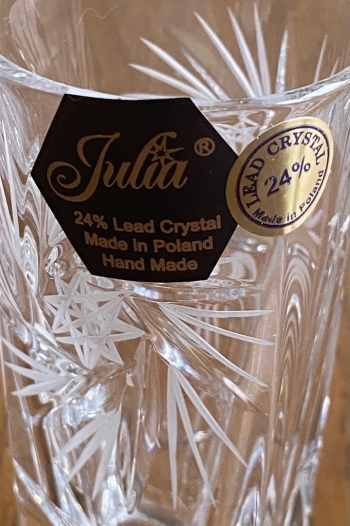 Julia®
24% Lead Crystal
Made in Poland
Hand Made
LEAD CRYSTAL
24%
Made in Poland